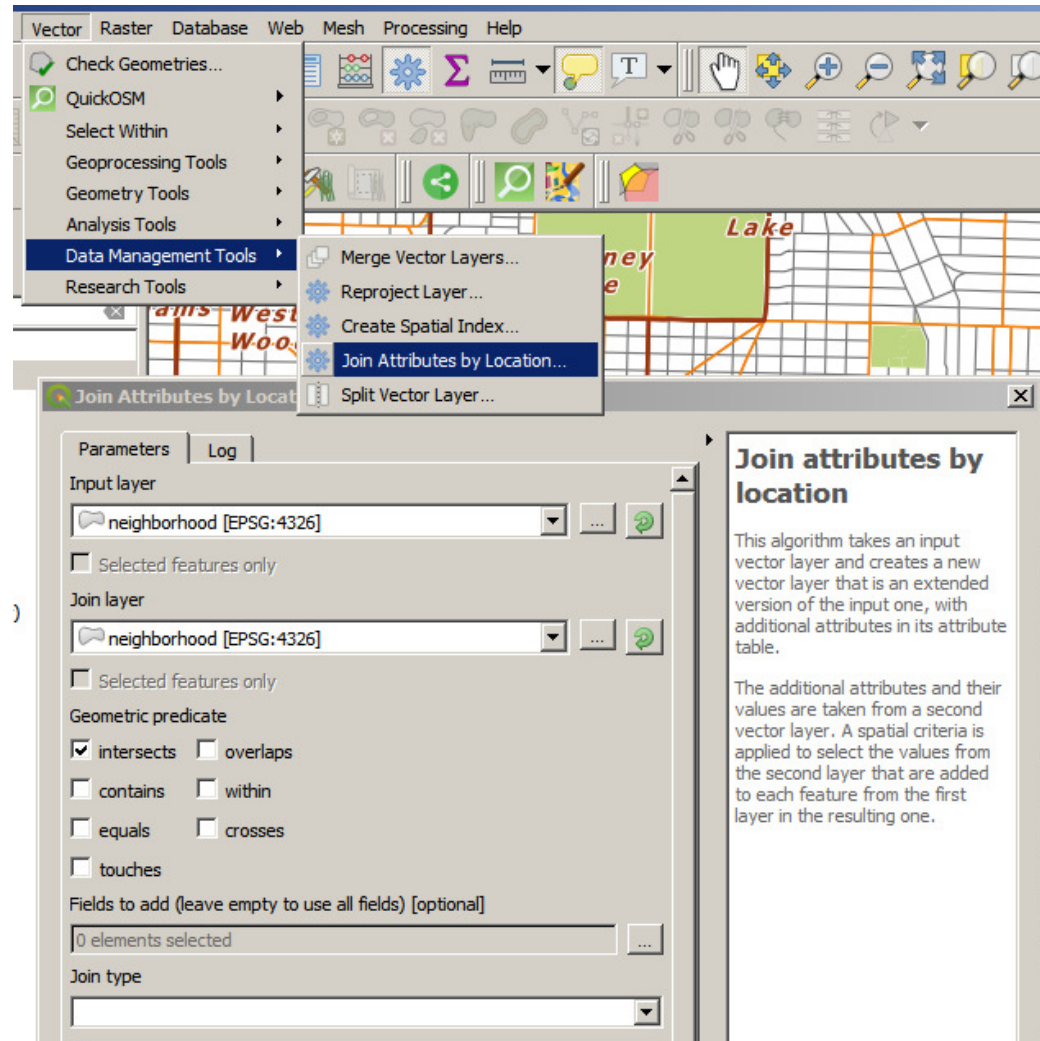 Vector Raster Database Web Mesh Processing Help
Check Geometries...
QuickOSM
Select Within
Geoprocessing Tools
Geometry Tools
Analysis Tools
Data Management Tools
Research Tools
Merge Vector Layers...
Reproject Layer...
Create Spatial Index...
Join Attributes by Location...
Split Vector Layer...
T
Lake
ney
e
West
Woo
)
Join Attributes by Locat
Parameters Log
Input layer
neighborhood [EPSG:4326]
...
Selected features only
Join layer
neighborhood [EPSG:4326]
...
Selected features only
Geometric predicate
intersects overlaps
contains within
equals crosses
touches
Fields to add (leave empty to use all fields) [optional]
0 elements selected
...
Join type
Join attributes by
location
This algorithm takes an input
vector layer and creates a new
vector layer that is an extended
version of the input one, with
additional attributes in its attribute
table.
The additional attributes and their
values are taken from a second
vector layer. A spatial criteria is
applied to select the values from
the second layer that are added
to each feature from the first
layer in the resulting one.